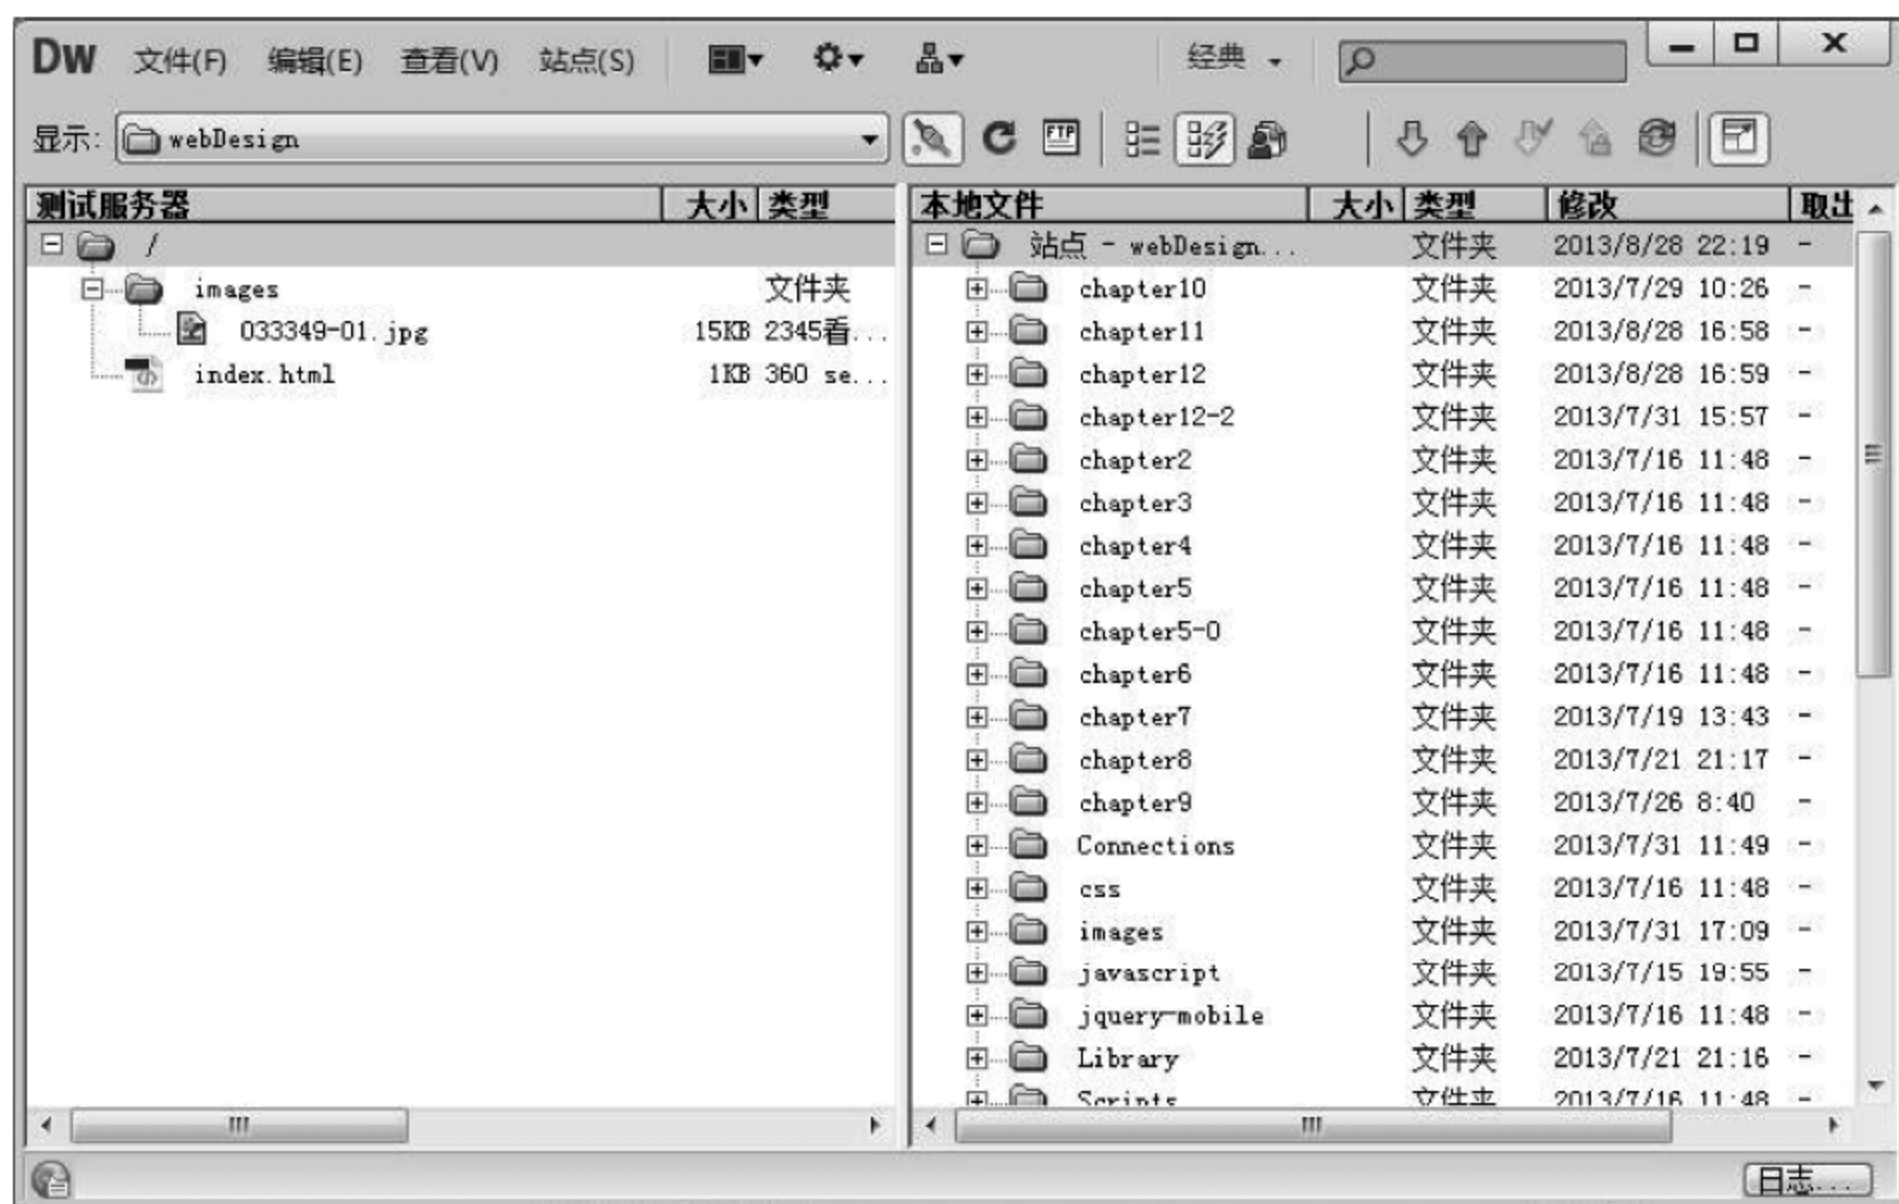 DW 文件(F) 编辑(E) 查看(V) 站点(S) 经典
显示: webDesign FTP
测试服务器 大小 类型
/
images 文件夹
033349-01.jpg 15KB 2345看...
index.html 1KB 360 se...
本地文件 大小 类型 修改 取出
站点 - webDesign... 文件夹 2013/8/28 22:19 -
chapter10 文件夹 2013/7/29 10:26 -
chapter11 文件夹 2013/8/28 16:58 -
chapter12 文件夹 2013/8/28 16:59 -
chapter12-2 文件夹 2013/7/31 15:57 -
chapter2 文件夹 2013/7/16 11:48 -
chapter3 文件夹 2013/7/16 11:48 -
chapter4 文件夹 2013/7/16 11:48 -
chapter5 文件夹 2013/7/16 11:48 -
chapter5-0 文件夹 2013/7/16 11:48 -
chapter6 文件夹 2013/7/16 11:48 -
chapter7 文件夹 2013/7/19 13:43 -
chapter8 文件夹 2013/7/21 21:17 -
chapter9 文件夹 2013/7/26 8:40 -
Connections 文件夹 2013/7/31 11:49 -
css 文件夹 2013/7/16 11:48 -
images 文件夹 2013/7/31 17:09 -
javascript 文件夹 2013/7/15 19:55 -
jquery-mobile 文件夹 2013/7/16 11:48 -
Library 文件夹 2013/7/21 21:16 -
Scripts 文件夹 2013/7/16 11:48 -
日志...